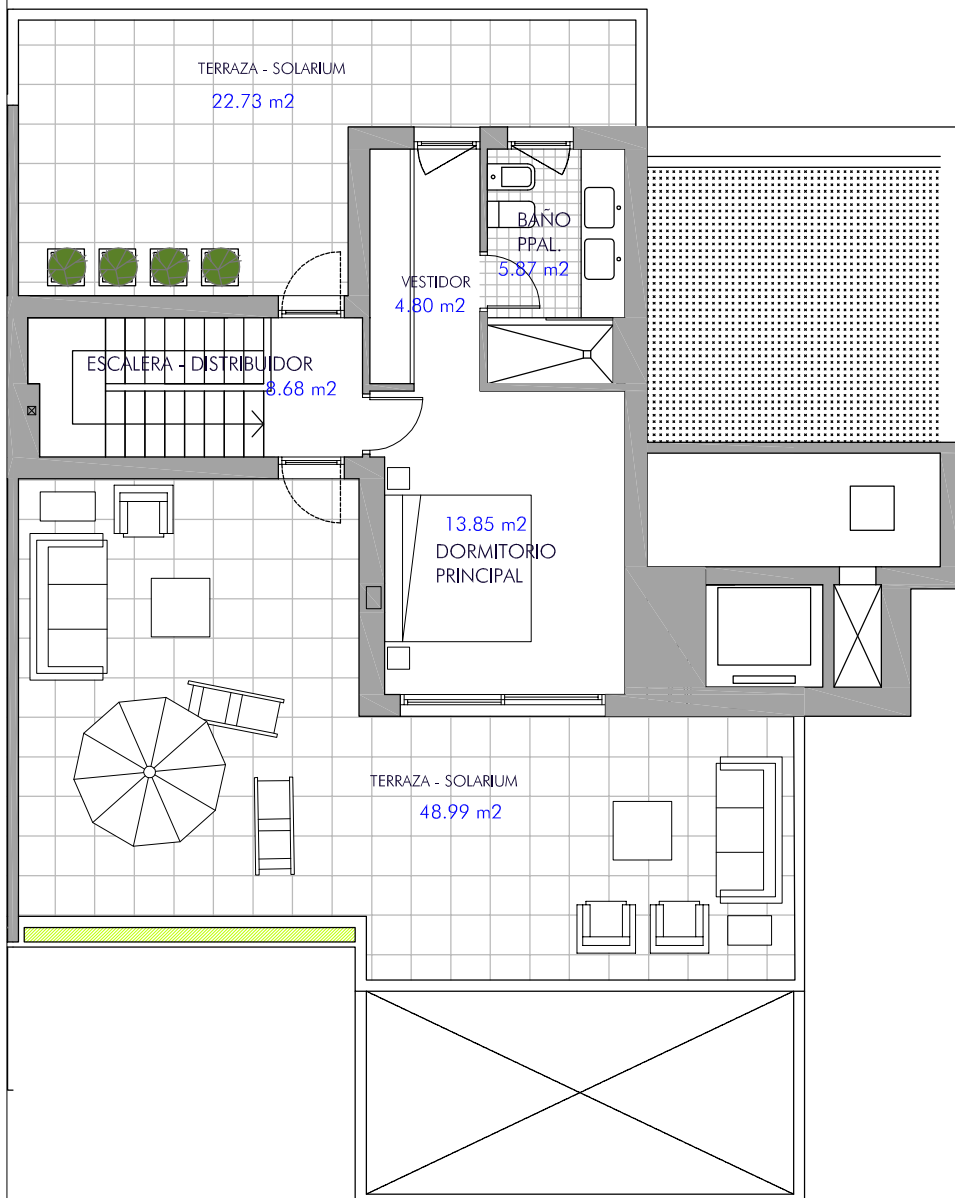 TERRAZA - SOLARIUM
22.73 m2
BAÑO
PPAL.
5.87 m2
VESTIDOR
4.80 m2
ESCALERA - DISTRIBUIDOR
8.68 m2
13.85 m2
DORMITORIO
PRINCIPAL
TERRAZA - SOLARIUM
48.99 m2